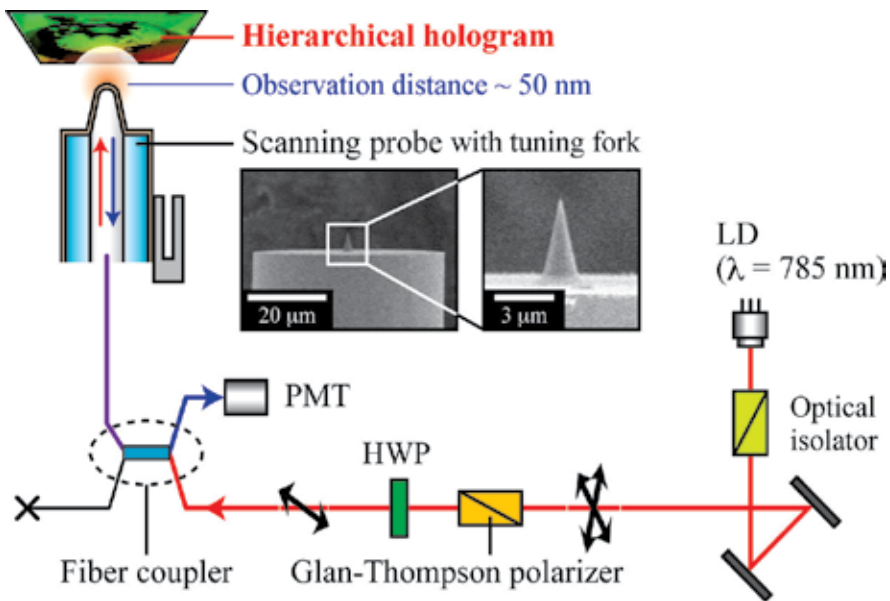 Hierarchical hologram
Observation distance ~ 50 nm
Scanning probe with tuning fork
20 µm
3 µm
LD
(λ = 785 nm)
PMT
HWP
Optical
isolator
Fiber coupler
Glan-Thompson polarizer